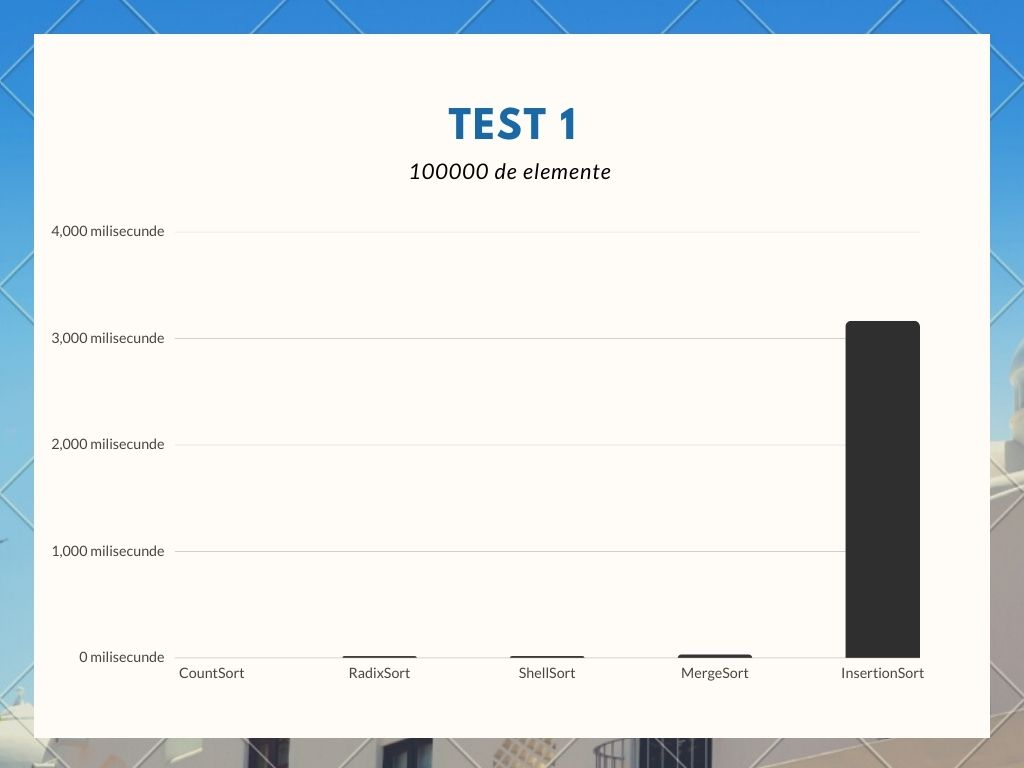 TEST 1
100000 de elemente
4,000 milisecunde
3,000 milisecunde
2,000 milisecunde
1,000 milisecunde
0 milisecunde
CountSort RadixSort ShellSort MergeSort InsertionSort